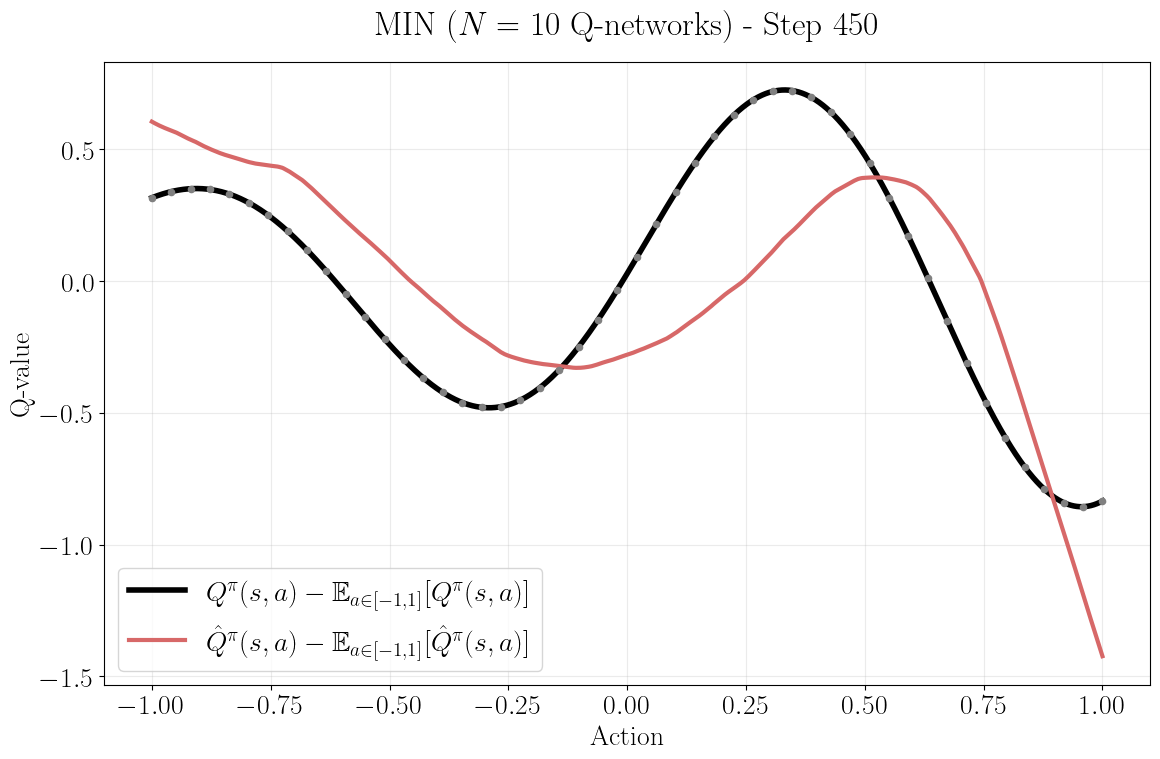 MIN (N = 10 Q-networks) - Step 450
Q-value
0.5
0.0
−0.5
−1.0
−1.5
Q^π(s, a) − 𝔼_{a∈[−1,1]}[Q^π(s, a)]
Q̂^π(s, a) − 𝔼_{a∈[−1,1]}[Q̂^π(s, a)]
−1.00 −0.75 −0.50 −0.25 0.00 0.25 0.50 0.75 1.00
Action